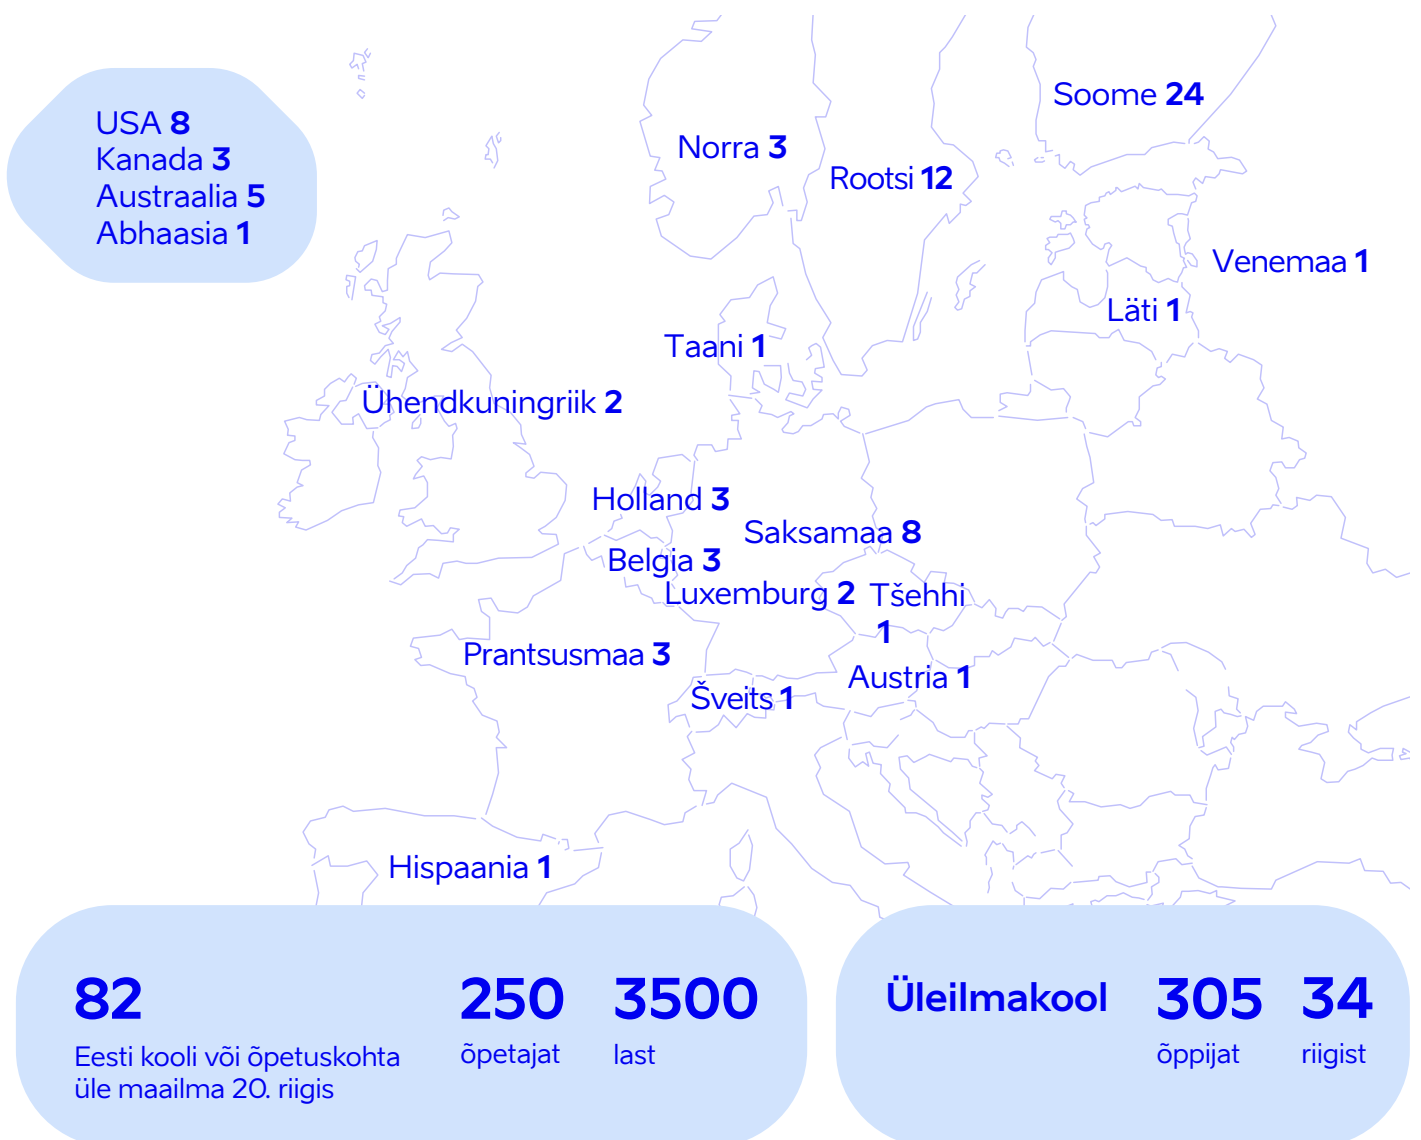 USA 8
Kanada 3
Austraalia 5
Abhaasia 1
Soome 24
Norra 3
Rootsi 12
Venemaa 1
Läti 1
Taani 1
Ühendkuningriik 2
Holland 3
Saksamaa 8
Belgia 3
Luxemburg 2
Tšehhi
1
Prantsusmaa 3
Austria 1
Šveits 1
Hispaania 1
82
Eesti kooli või õpetuskohta
üle maailma 20. riigis
250
õpetajat
3500
last
Üleilmakool
305
õppijat
34
riigist